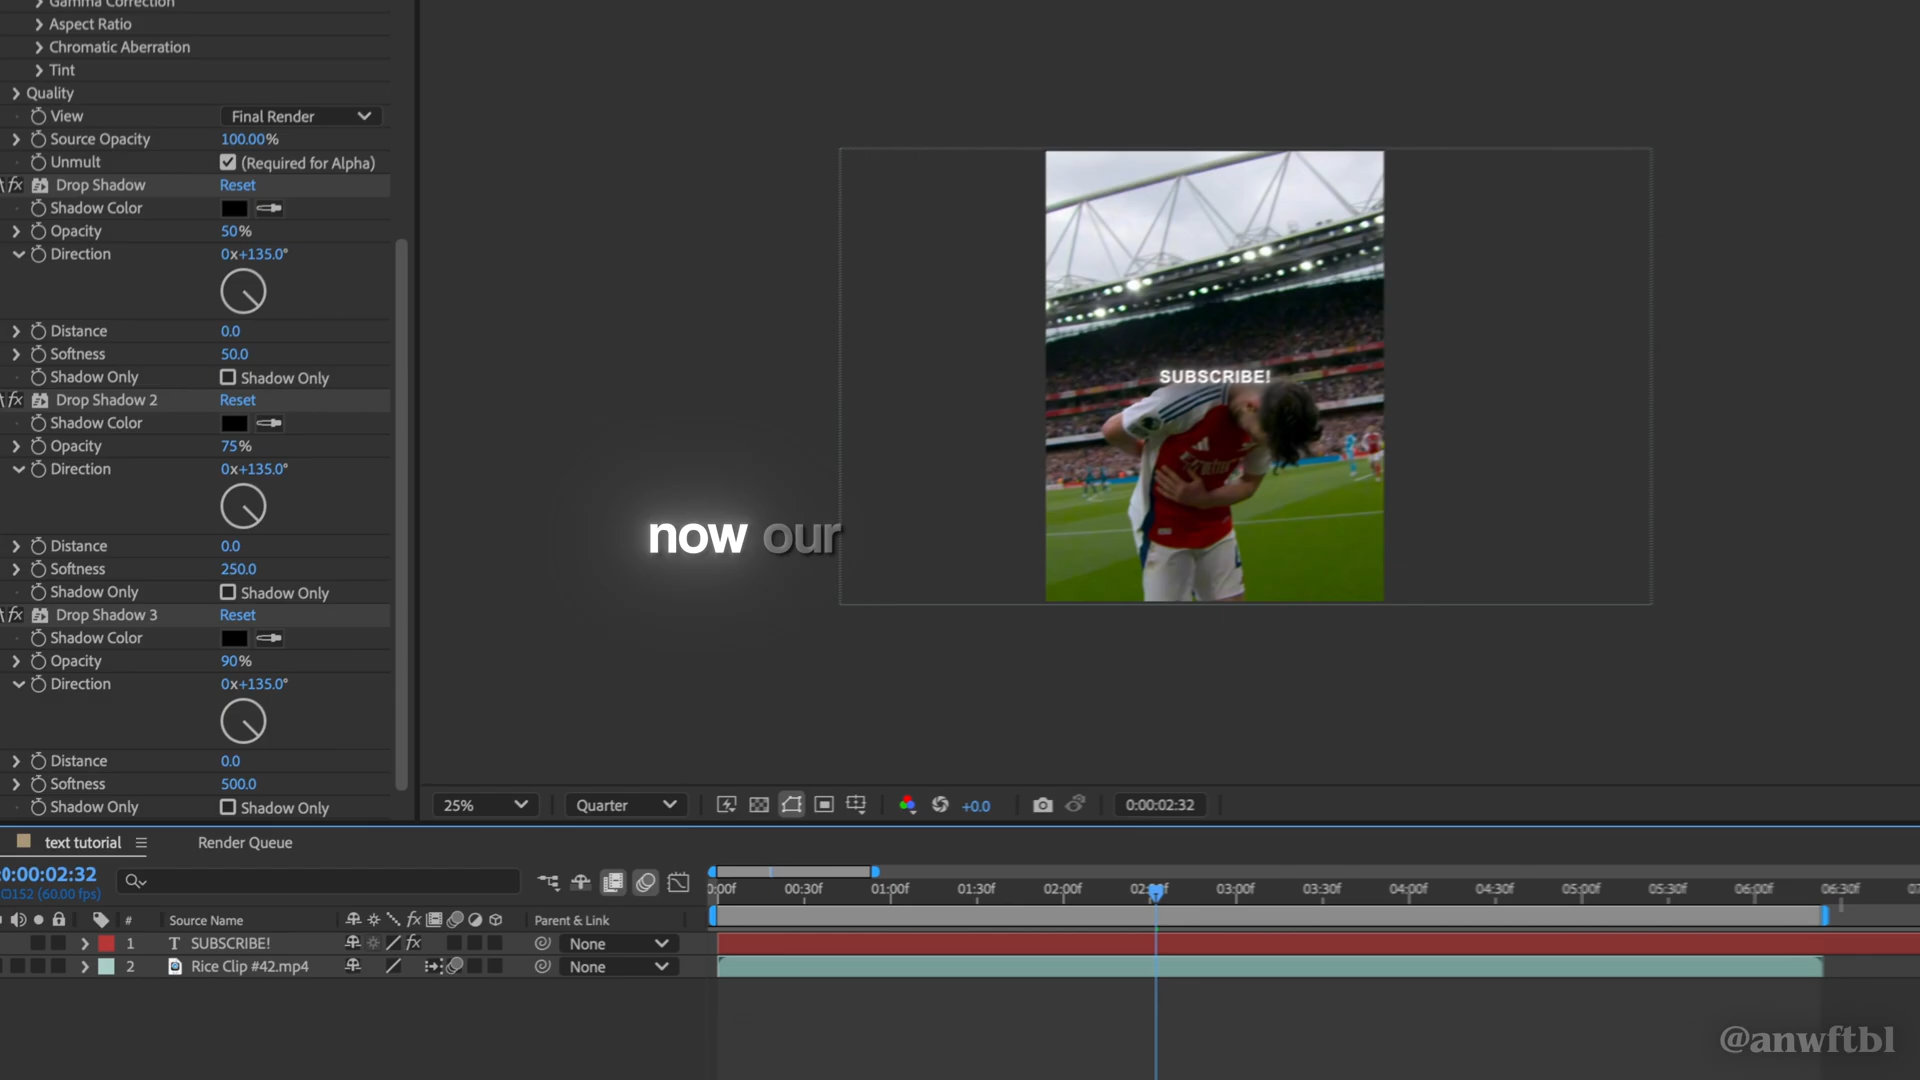 Gamma Correction
Aspect Ratio
Chromatic Aberration
Tint
Quality
View Final Render
Source Opacity 100.00%
Unmult (Required for Alpha)
fx Drop Shadow Reset
Shadow Color
Opacity 50%
Direction 0x+135.0°
Distance 0.0
Softness 50.0
Shadow Only Shadow Only
fx Drop Shadow 2 Reset
Shadow Color
Opacity 75%
Direction 0x+135.0°
Distance 0.0
Softness 250.0
Shadow Only Shadow Only
fx Drop Shadow 3 Reset
Shadow Color
Opacity 90%
Direction 0x+135.0°
Distance 0.0
Softness 500.0
Shadow Only Shadow Only
SUBSCRIBE!
now our
25% Quarter +0.0 0:00:02:32
text tutorial Render Queue
0:00:02:32
(60.00 fps)
0:00f 00:30f 01:00f 01:30f 02:00f 03:00f 03:30f 04:00f 04:30f 05:00f 05:30f 06:00f 06:30f
# Source Name fx Parent & Link
1 T SUBSCRIBE! fx None
2 Rice Clip #42.mp4 None
@anwftbl